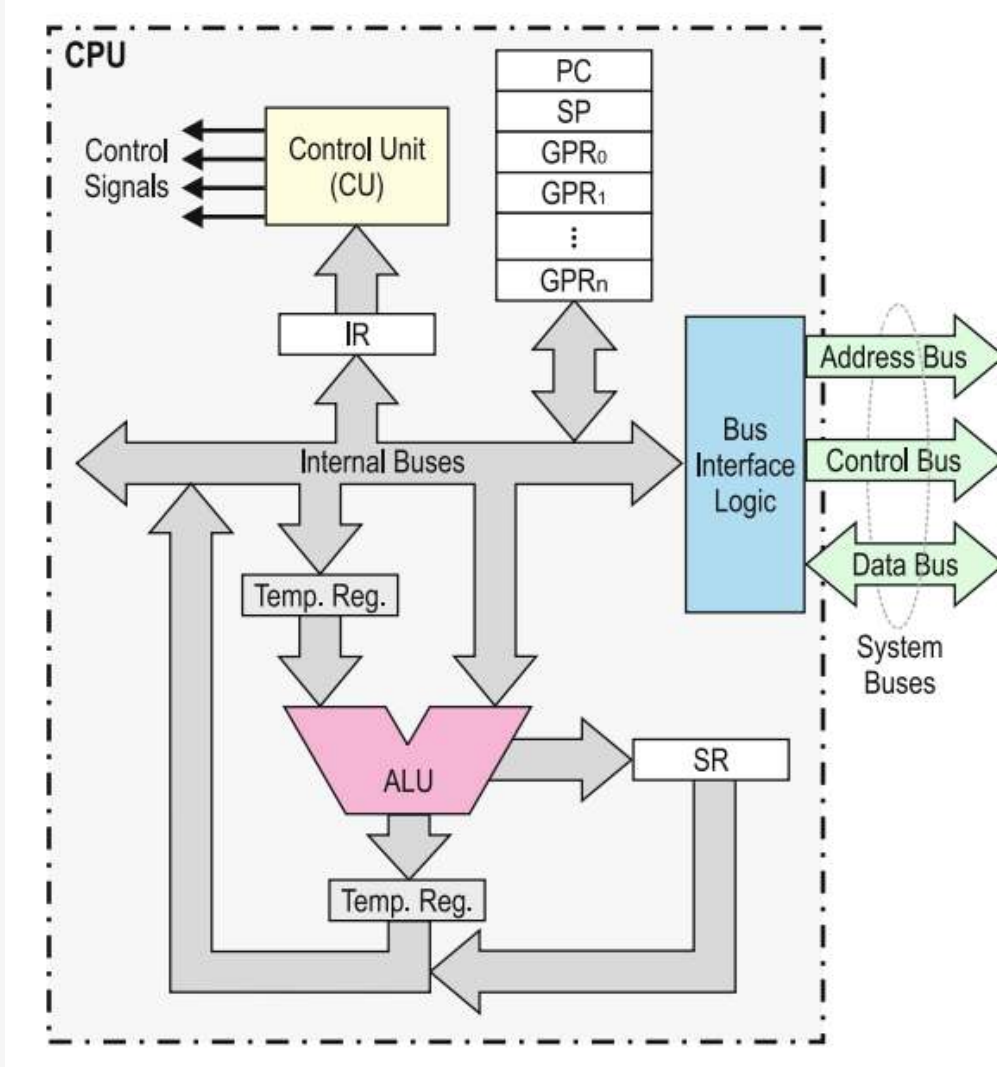 CPU
Control
Signals
Control Unit
(CU)
PC
SP
GPR₀
GPR₁
⋮
GPRn
IR
Internal Buses
Bus
Interface
Logic
Address Bus
Control Bus
Data Bus
System
Buses
Temp. Reg.
ALU
SR
Temp. Reg.